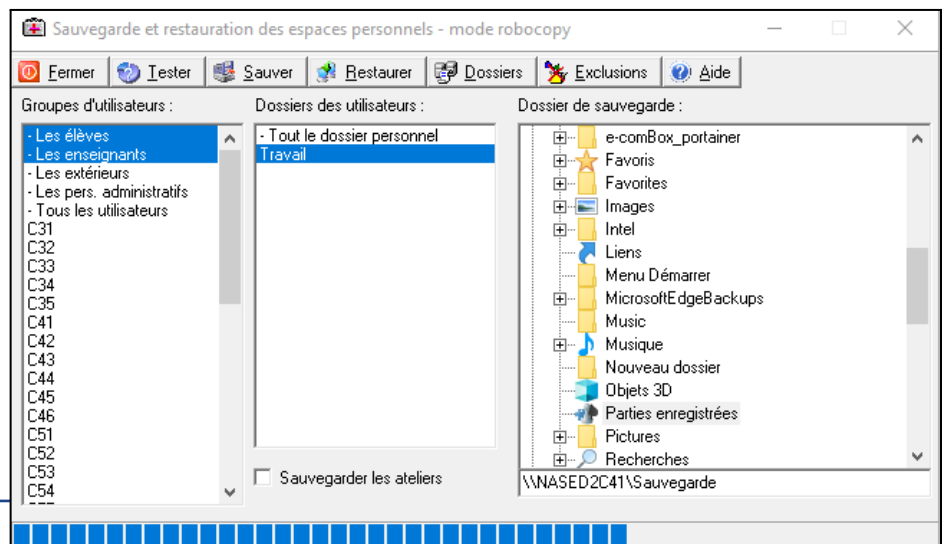 Sauvegarde et restauration des espaces personnels - mode robocopy
Fermer Tester Sauver Restaurer Dossiers Exclusions Aide
Groupes d'utilisateurs :
- Les élèves
- Les enseignants
- Les extérieurs
- Les pers. administratifs
- Tous les utilisateurs
C31
C32
C33
C34
C35
C41
C42
C43
C44
C45
C46
C51
C52
C53
C54
Dossiers des utilisateurs :
- Tout le dossier personnel
Travail
Sauvegarder les ateliers
Dossier de sauvegarde :
e-comBox_portainer
Favoris
Favorites
Images
Intel
Liens
Menu Démarrer
MicrosoftEdgeBackups
Music
Musique
Nouveau dossier
Objets 3D
Parties enregistrées
Pictures
Recherches
\\NASED2C41\Sauvegarde